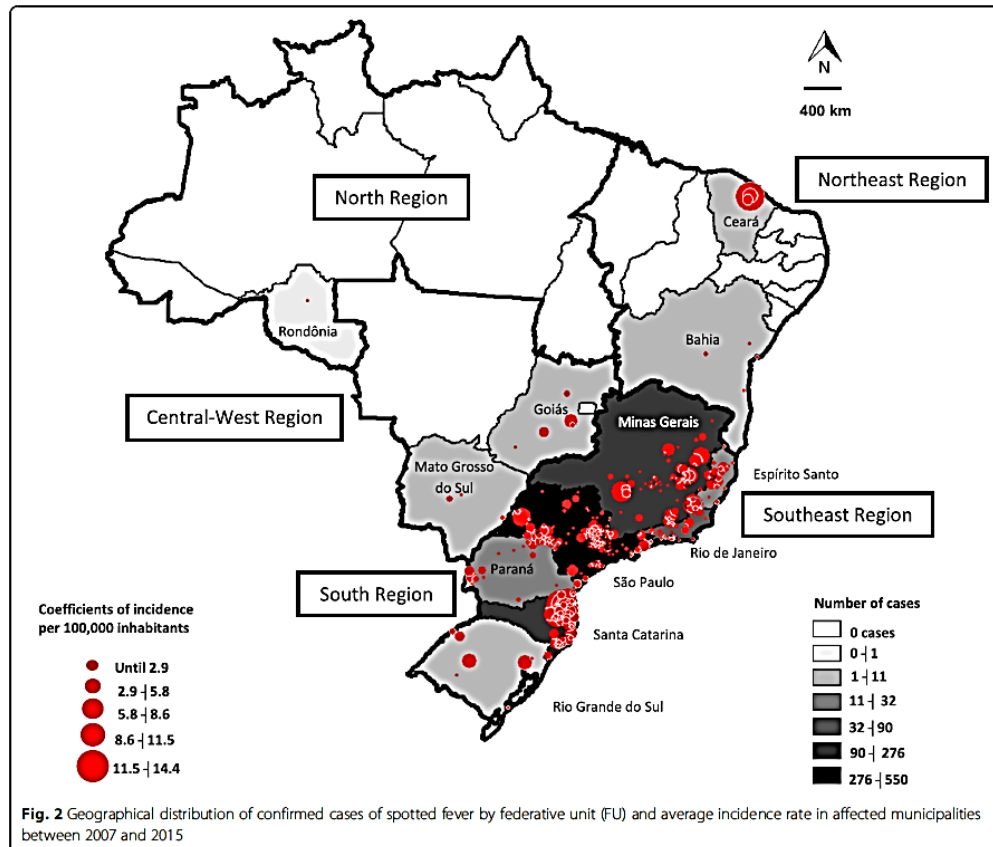 N
400 km
Northeast Region
North Region
Ceará
Rondônia
Bahia
Central-West Region
Goiás
Minas Gerais
Mato Grosso
do Sul
Espírito Santo
Southeast Region
Rio de Janeiro
Paraná
São Paulo
South Region
Santa Catarina
Rio Grande do Sul
Coefficients of incidence
per 100,000 inhabitants
Until 2.9
2.9 ┤5.8
5.8 ┤8.6
8.6 ┤11.5
11.5 ┤14.4
Number of cases
0 cases
0 ┤1
1 ┤11
11 ┤32
32 ┤90
90 ┤276
276 ┤550
Fig. 2 Geographical distribution of confirmed cases of spotted fever by federative unit (FU) and average incidence rate in affected municipalities
between 2007 and 2015